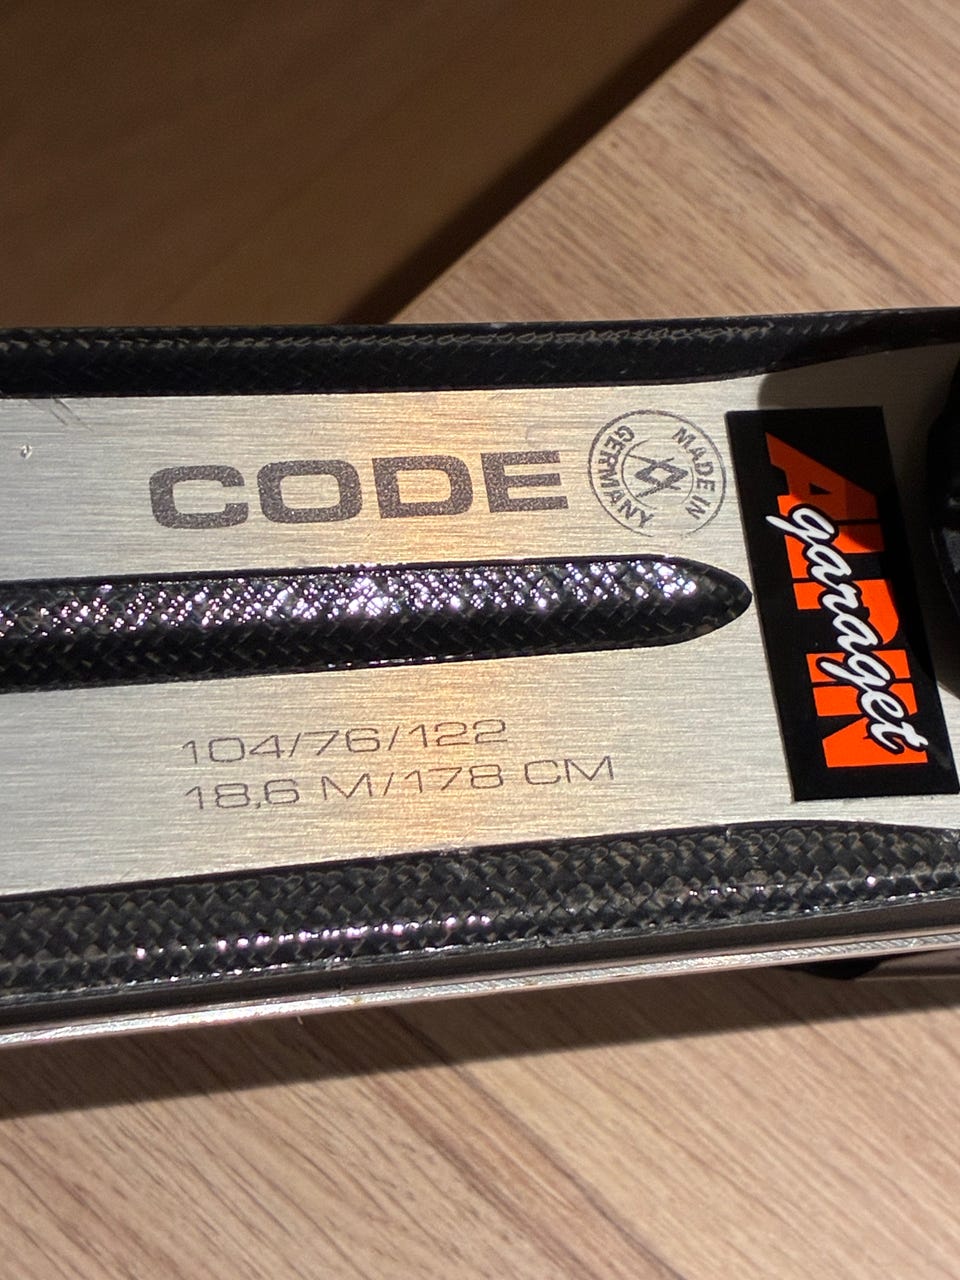 CODE
MADE IN
GERMANY
ALPIN
garaget
104/76/122
18,6 M/178 CM